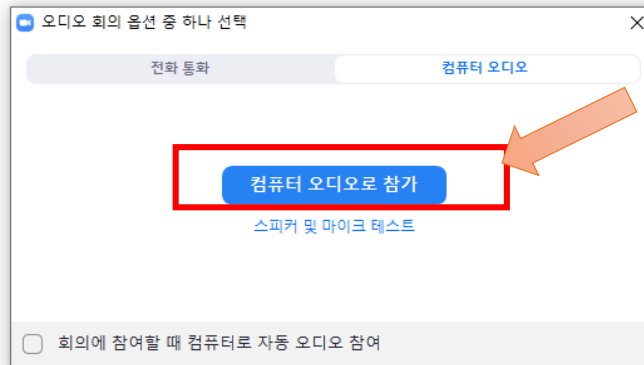 오디오 회의 옵션 중 하나 선택
전화 통화
컴퓨터 오디오
컴퓨터 오디오로 참가
스피커 및 마이크 테스트
회의에 참여할 때 컴퓨터로 자동 오디오 참여